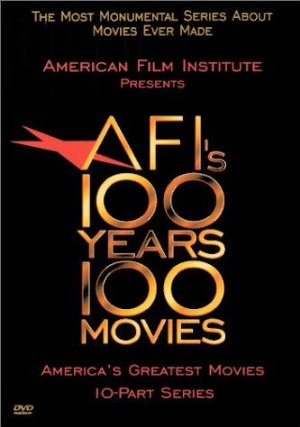 The Most Monumental Series About
Movies Ever Made
American Film Institute
Presents
AFI's
100
YEARS
100
MOVIES
America's Greatest Movies
10-Part Series
DVD